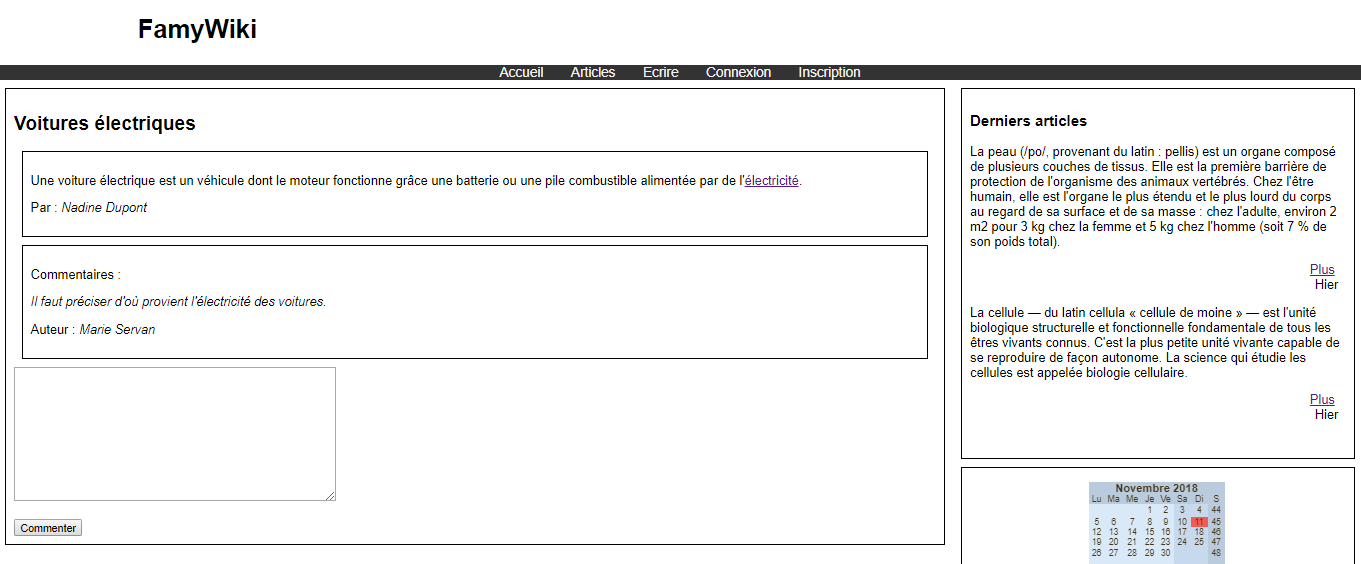 FamyWiki
Accueil Articles Ecrire Connexion Inscription
Voitures électriques
Une voiture électrique est un véhicule dont le moteur fonctionne grâce une batterie ou une pile combustible alimentée par de l'électricité.
Par : Nadine Dupont
Commentaires :
Il faut préciser d'où provient l'électricité des voitures.
Auteur : Marie Servan
Commenter
Derniers articles
La peau (/po/, provenant du latin : pellis) est un organe composé
de plusieurs couches de tissus. Elle est la première barrière de
protection de l'organisme des animaux vertébrés. Chez l'être
humain, elle est l'organe le plus étendu et le plus lourd du corps
au regard de sa surface et de sa masse : chez l'adulte, environ 2
m2 pour 3 kg chez la femme et 5 kg chez l'homme (soit 7 % de
son poids total).
Plus
Hier
La cellule — du latin cellula « cellule de moine » — est l'unité
biologique structurelle et fonctionnelle fondamentale de tous les
êtres vivants connus. C'est la plus petite unité vivante capable de
se reproduire de façon autonome. La science qui étudie les
cellules est appelée biologie cellulaire.
Plus
Hier
Novembre 2018
Lu Ma Me Je Ve Sa Di S
1 2 3 4 44
5 6 7 8 9 10 11 45
12 13 14 15 16 17 18 46
19 20 21 22 23 24 25 47
26 27 28 29 30 48